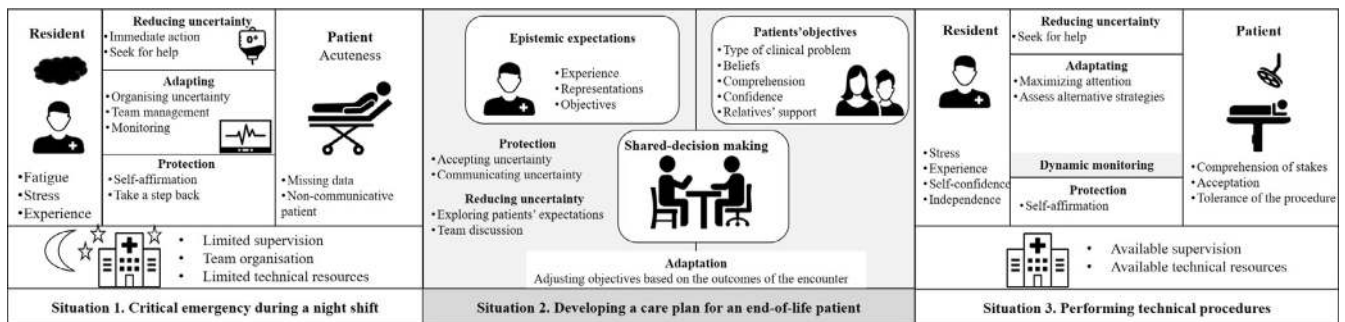 Resident
Reducing uncertainty
• Immediate action
• Seek for help
Adapting
• Organising uncertainty
• Team management
• Monitoring
Protection
• Self-affirmation
• Take a step back
• Fatigue
• Stress
• Experience
Patient
Acuteness
• Missing data
• Non-communicative
patient
• Limited supervision
• Team organisation
• Limited technical resources
Situation 1. Critical emergency during a night shift
Epistemic expectations
• Experience
• Representations
• Objectives
Patients'objectives
• Type of clinical problem
• Beliefs
• Comprehension
• Confidence
• Relatives' support
Protection
• Accepting uncertainty
• Communicating uncertainty
Reducing uncertainty
• Exploring patients' expectations
• Team discussion
Shared-decision making
Adaptation
Adjusting objectives based on the outcomes of the encounter
Situation 2. Developing a care plan for an end-of-life patient
Resident
• Stress
• Experience
• Self-confidence
• Independence
Reducing uncertainty
• Seek for help
Adaptating
• Maximizing attention
• Assess alternative strategies
Dynamic monitoring
Protection
• Self-affirmation
Patient
• Comprehension of stakes
• Acceptation
• Tolerance of the procedure
• Available supervision
• Available technical resources
Situation 3. Performing technical procedures